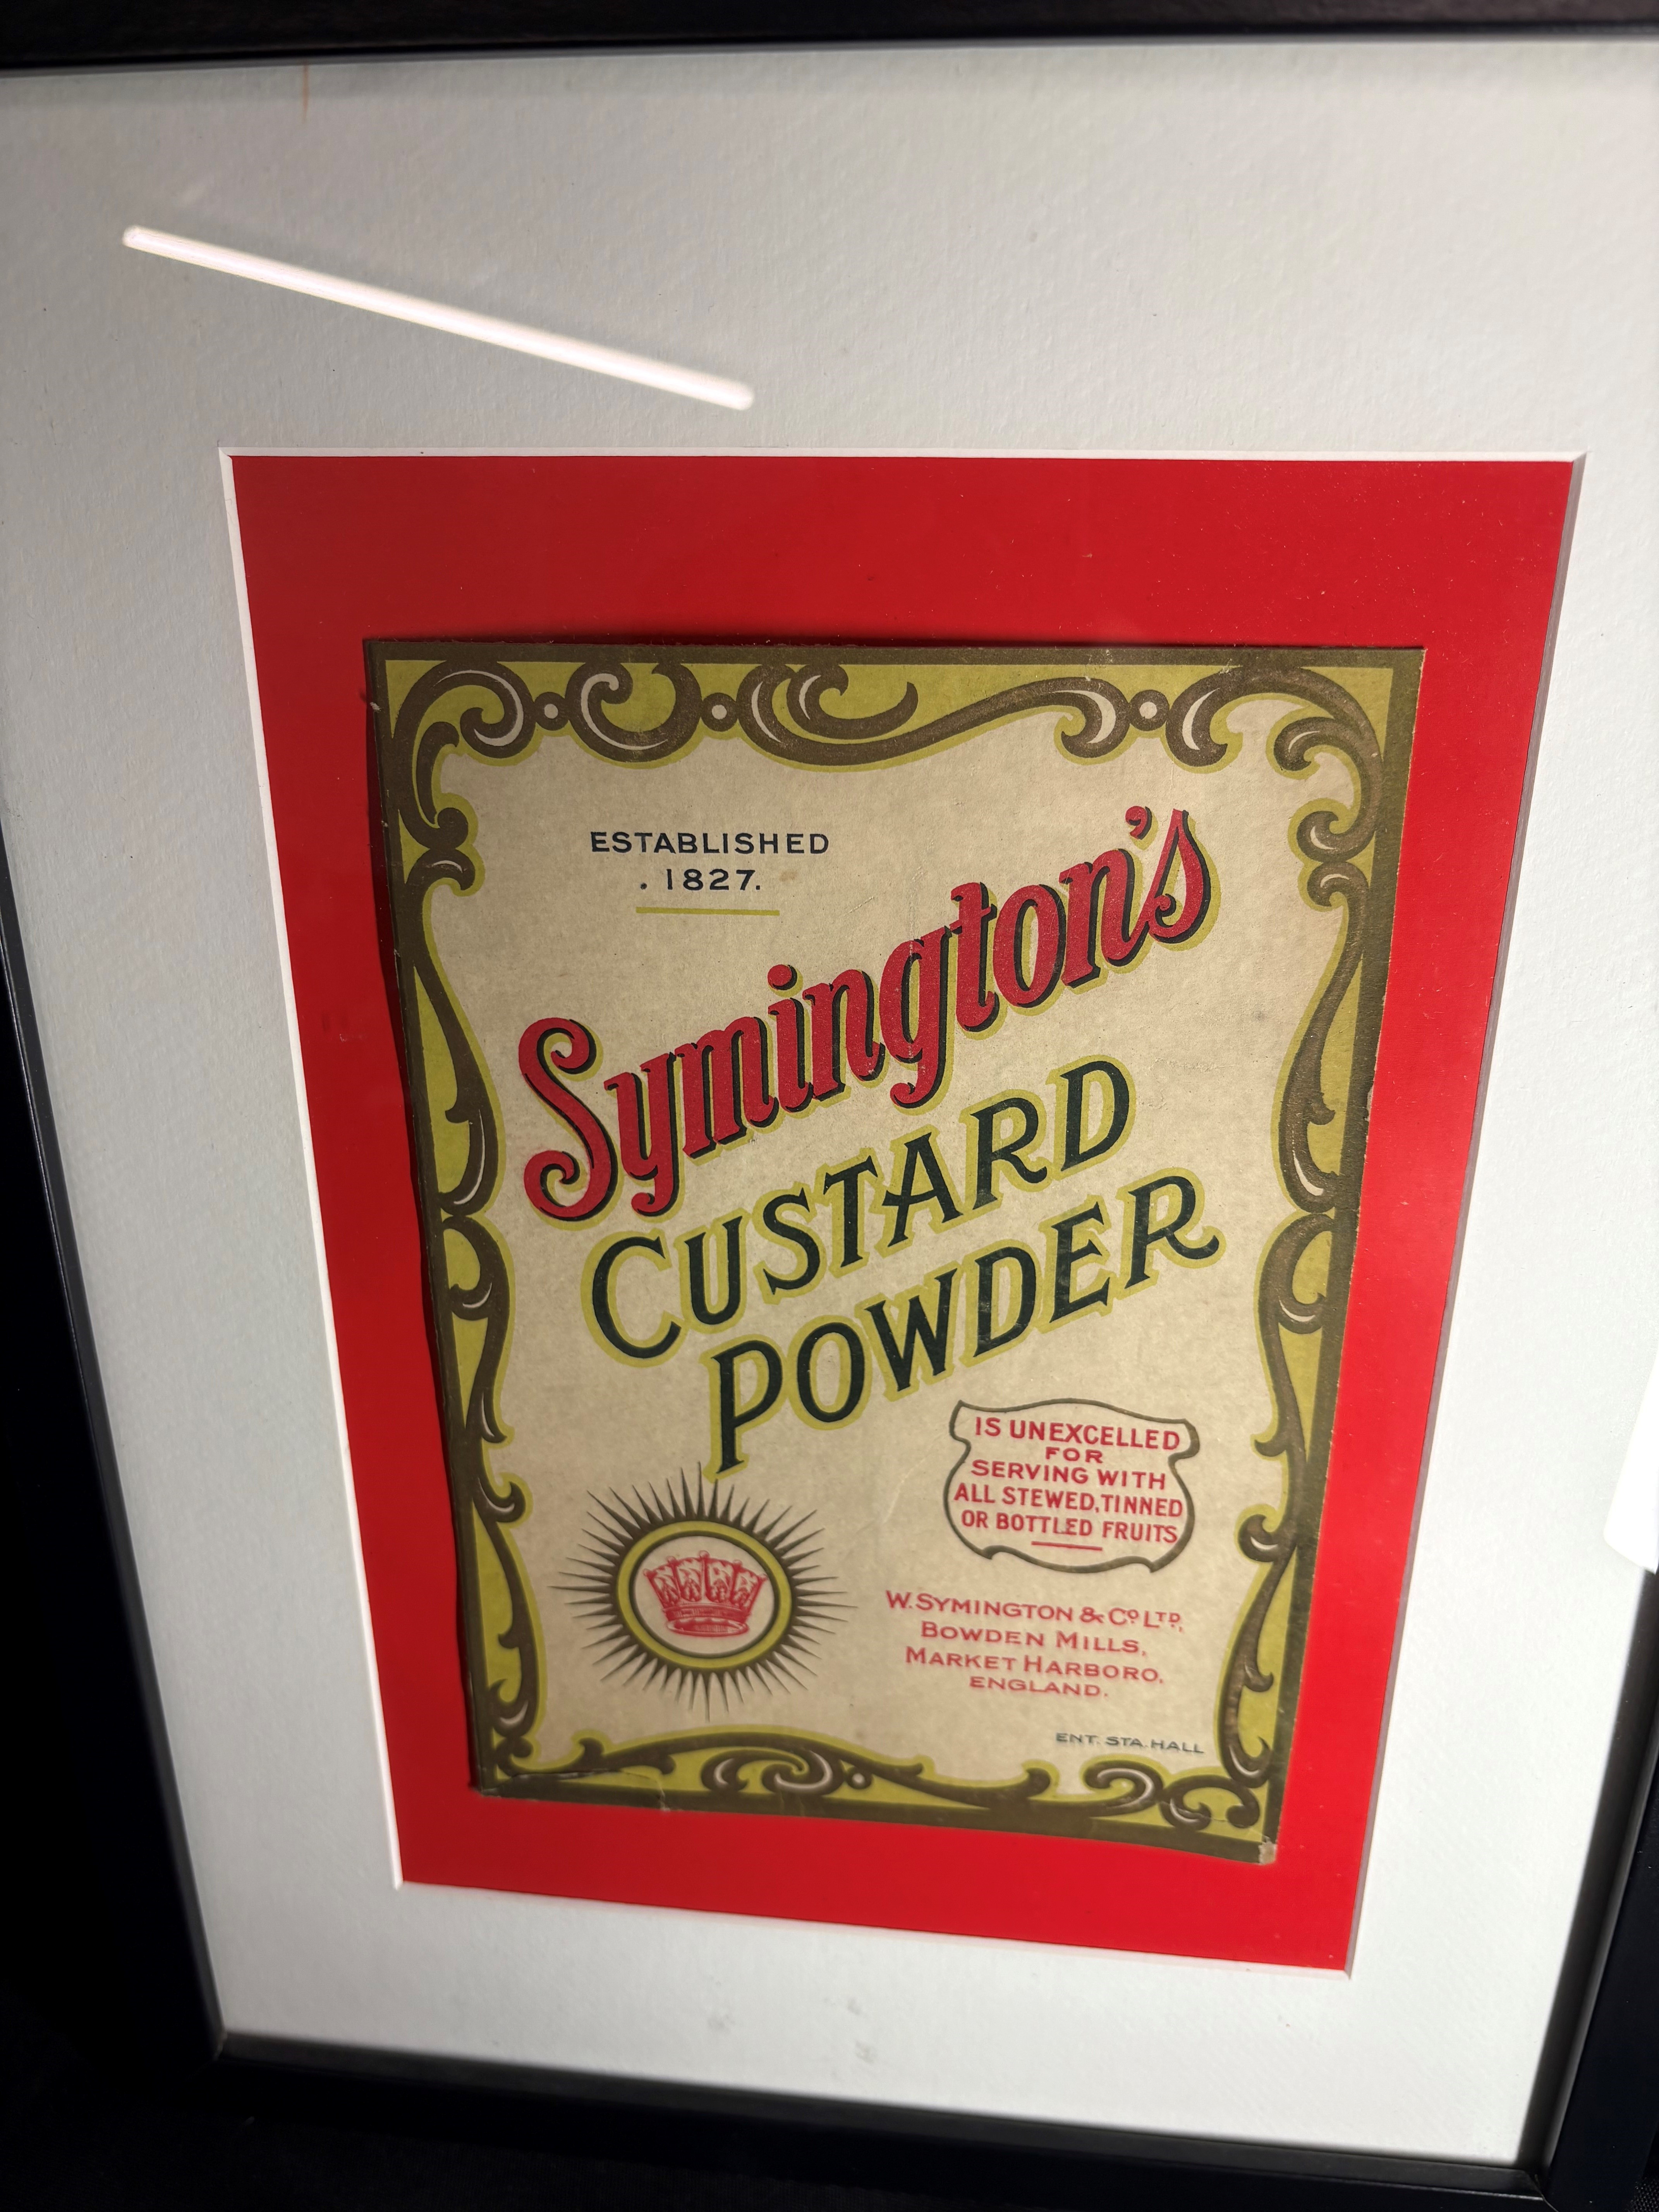 ESTABLISHED
. 1827.
Symington's
CUSTARD
POWDER
IS UNEXCELLED
FOR
SERVING WITH
ALL STEWED, TINNED
OR BOTTLED FRUITS
W. SYMINGTON & Co LTD,
BOWDEN MILLS,
MARKET HARBORO,
ENGLAND.
ENT. STA. HALL